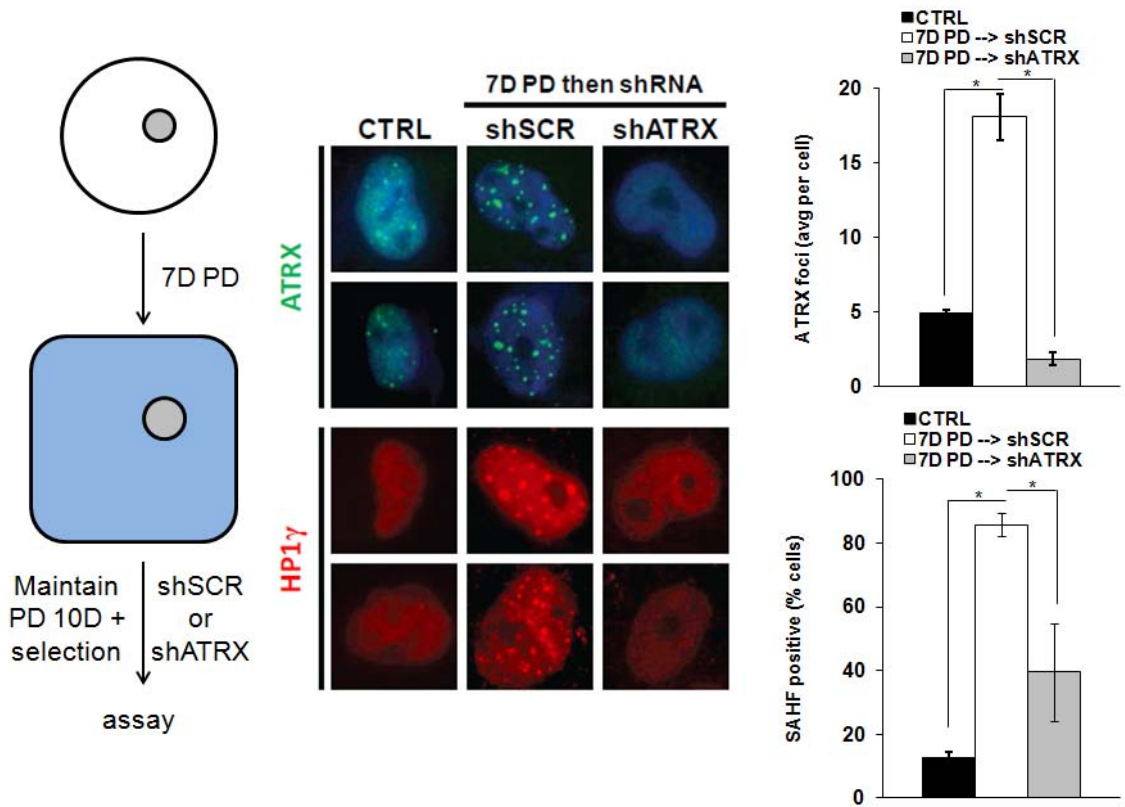 7D PD
Maintain
PD 10D +
selection
shSCR
or
shATRX
assay
7D PD then shRNA
CTRL
shSCR
shATRX
ATRX
HP1γ
CTRL
7D PD --> shSCR
7D PD --> shATRX
ATRX foci (avg per cell)
20
15
10
5
0
*
*
CTRL
7D PD --> shSCR
7D PD --> shATRX
SAHF positive (% cells)
100
80
60
40
20
0
*
*